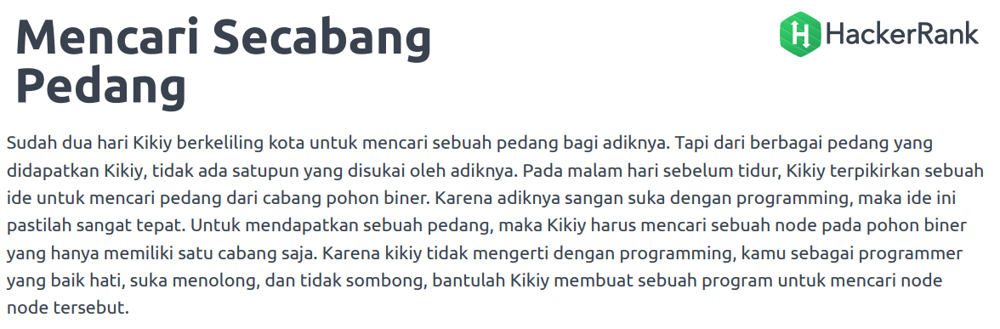 Mencari Secabang
Pedang
HackerRank
Sudah dua hari Kikiy berkeliling kota untuk mencari sebuah pedang bagi adiknya. Tapi dari berbagai pedang yang
didapatkan Kikiy, tidak ada satupun yang disukai oleh adiknya. Pada malam hari sebelum tidur, Kikiy terpikirkan sebuah
ide untuk mencari pedang dari cabang pohon biner. Karena adiknya sangan suka dengan programming, maka ide ini
pastilah sangat tepat. Untuk mendapatkan sebuah pedang, maka Kikiy harus mencari sebuah node pada pohon biner
yang hanya memiliki satu cabang saja. Karena kikiy tidak mengerti dengan programming, kamu sebagai programmer
yang baik hati, suka menolong, dan tidak sombong, bantulah Kikiy membuat sebuah program untuk mencari node
node tersebut.